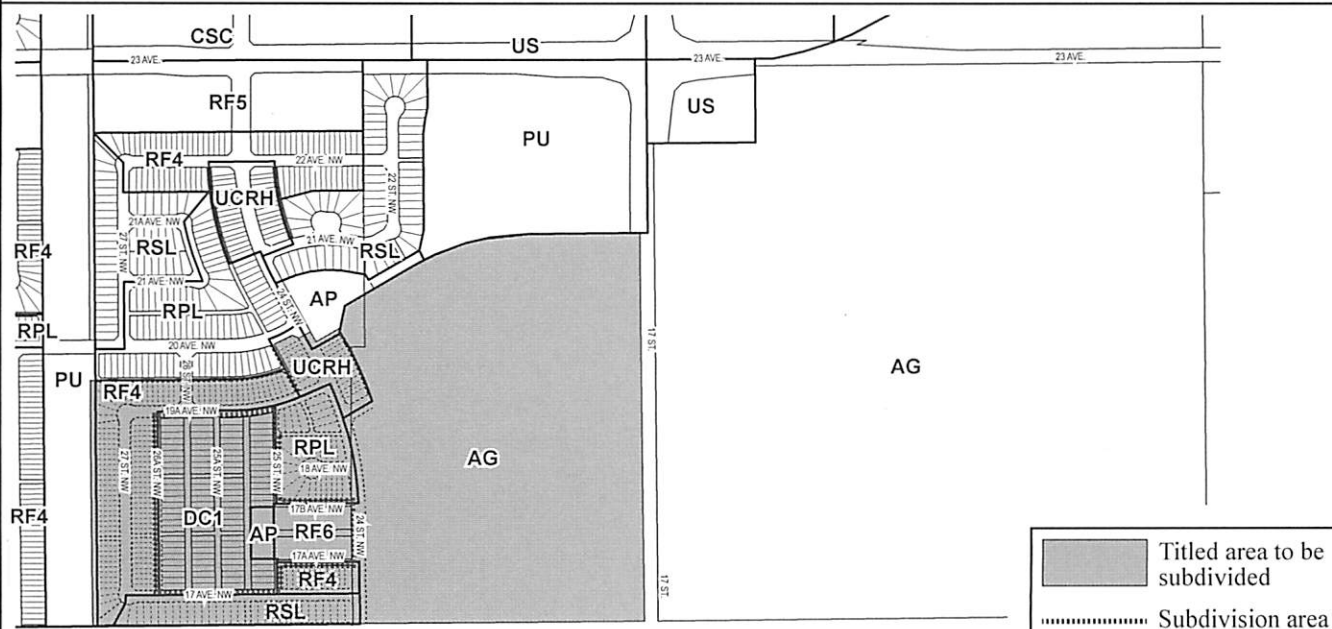 CSC
US
23 AVE.
23 AVE.
23 AVE.
RF5
US
PU
RF4
22 AVE. NW
UCRH
22 ST. NW
21A AVE. NW
27 ST. NW
RSL
21 AVE. NW
RSL
RF4
21 AVE. NW
AP
24 ST. NW
RPL
RPL
17 ST.
20 AVE. NW
UCRH
AG
PU
RF4
19A AVE. NW
RPL
AG
18 AVE. NW
27 ST. NW
26A ST. NW
25A ST. NW
25 ST. NW
17B AVE. NW
RF4
DC1
AP
RF6
24 ST. NW
17A AVE. NW
RF4
17 ST.
17 AVE. NW
RSL
Titled area to be
subdivided
Subdivision area